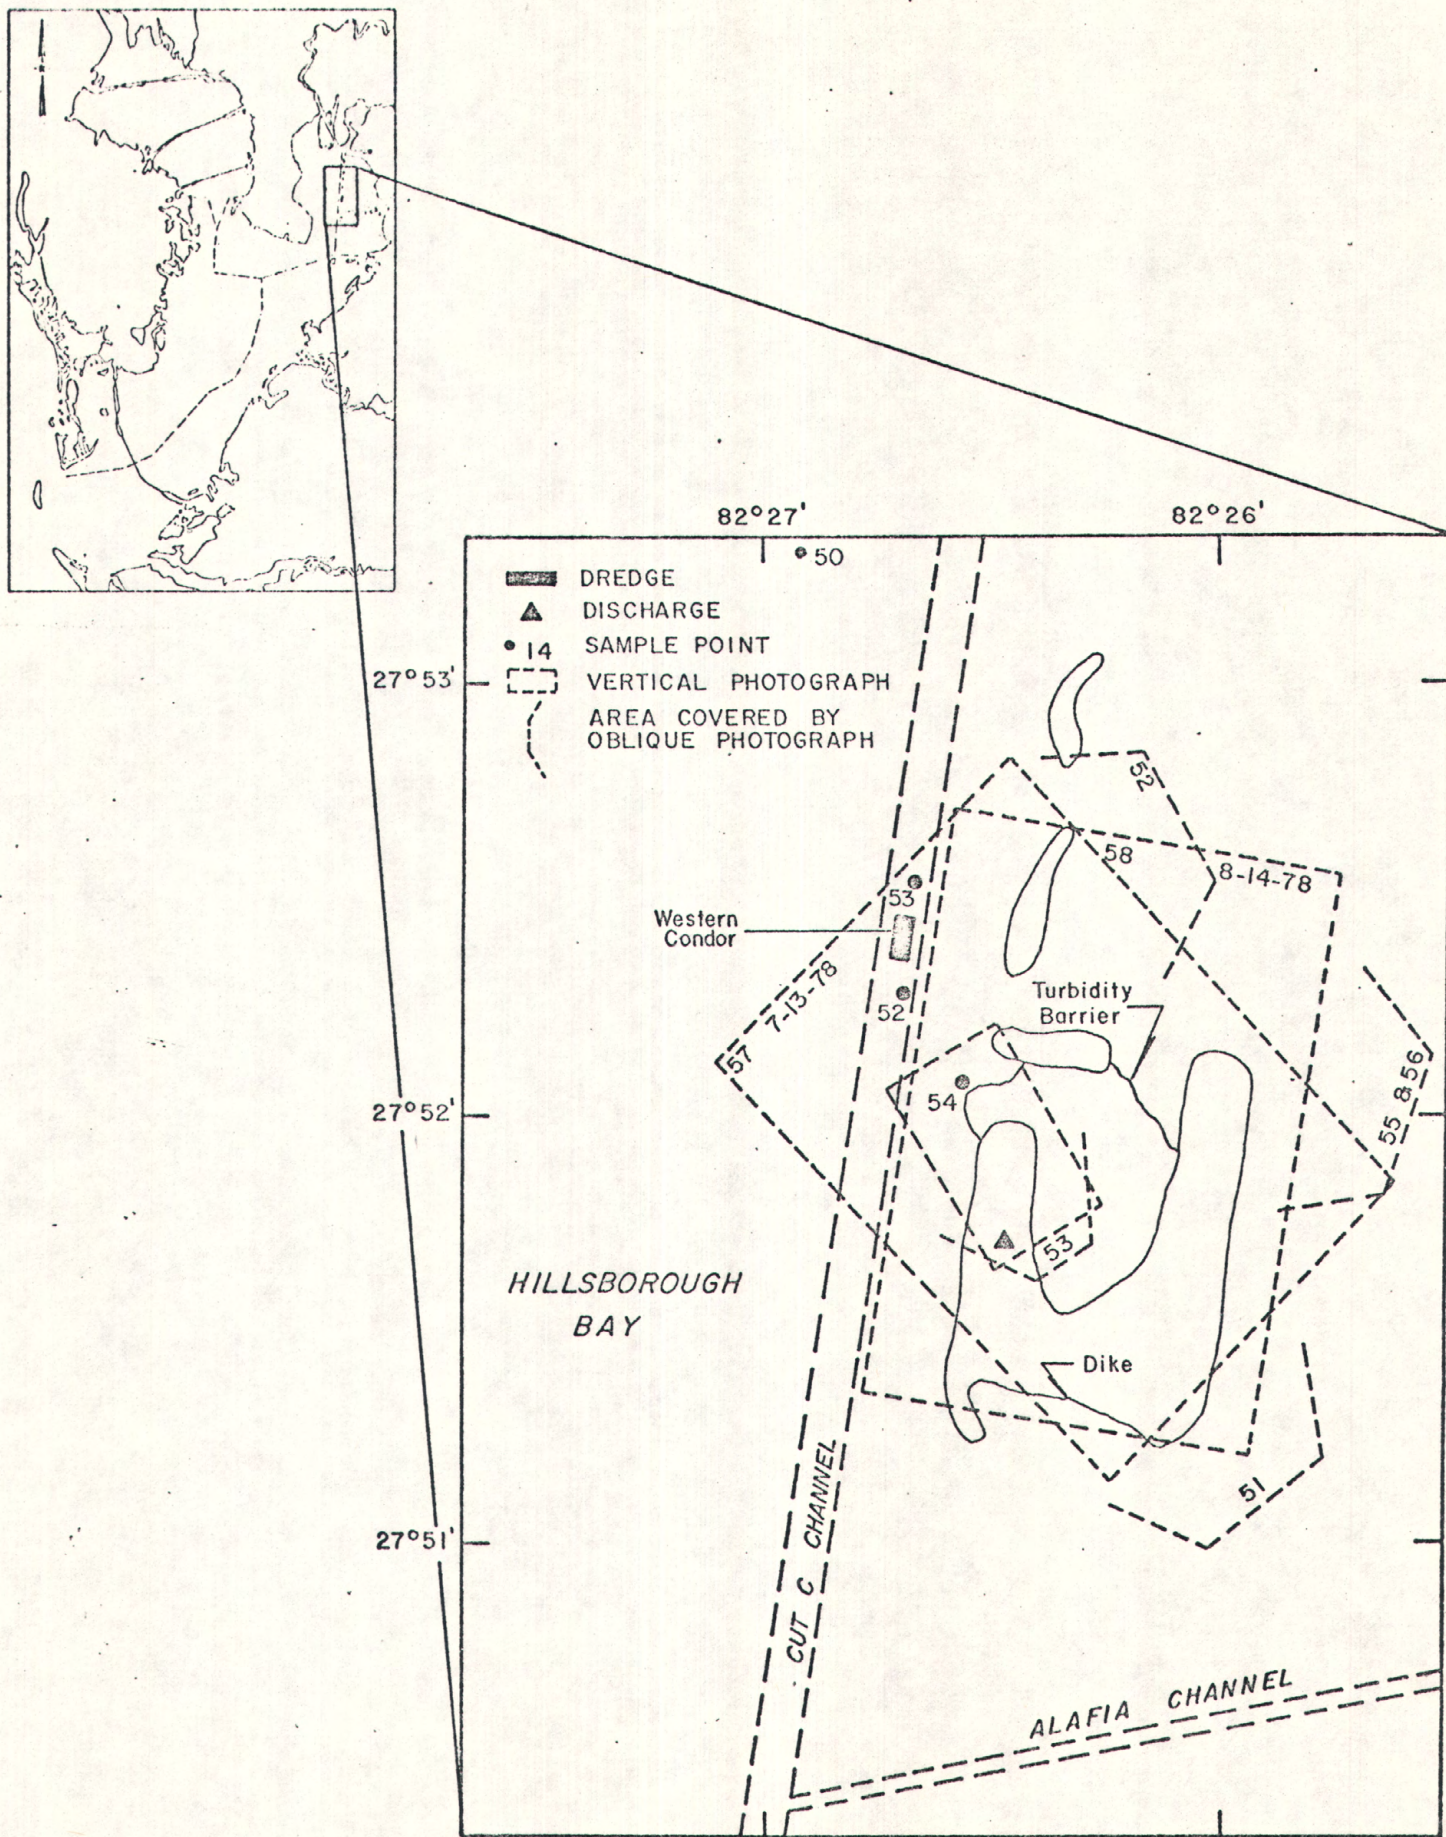 82°27'
82°26'
50
DREDGE
DISCHARGE
14 SAMPLE POINT
VERTICAL PHOTOGRAPH
AREA COVERED BY
OBLIQUE PHOTOGRAPH
27°53'
52
58
8-14-78
53
Western
Condor
7-13-78
Turbidity
Barrier
52
57
55 & 56
54
27°52'
53
HILLSBOROUGH
BAY
Dike
51
27°51'
CUT C CHANNEL
ALAFIA CHANNEL